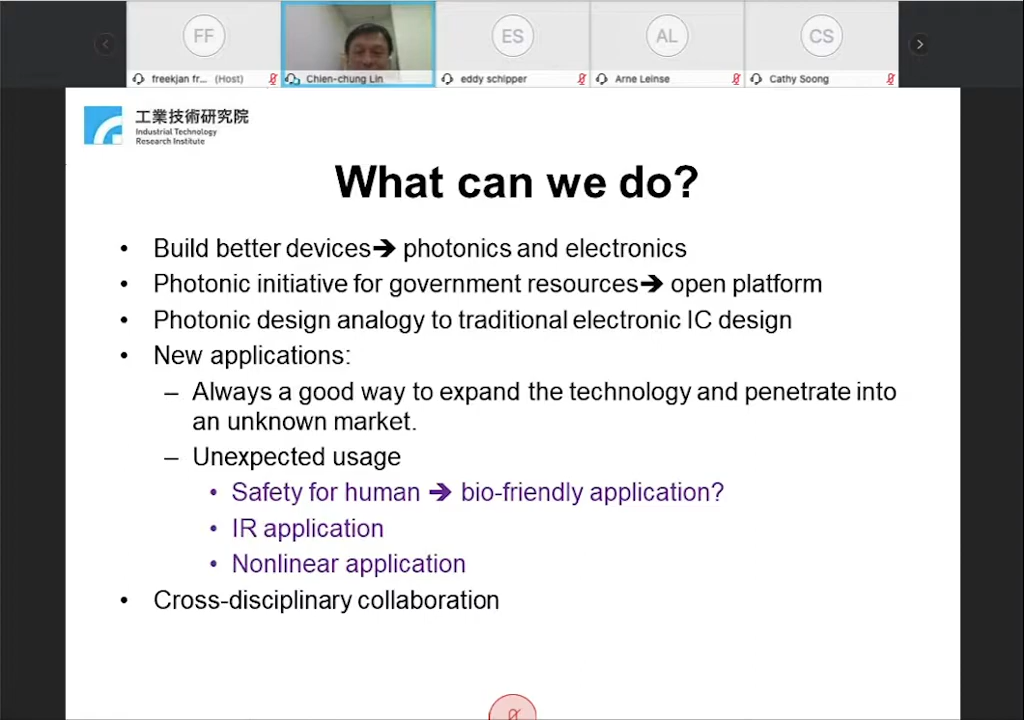 FF
ES
AL
CS
freekjan fr... (Host)
Chien-chung Lin
eddy schipper
Arne Leinse
Cathy Soong
工業技術研究院
Industrial Technology
Research Institute
What can we do?
• Build better devices➔ photonics and electronics
• Photonic initiative for government resources➔ open platform
• Photonic design analogy to traditional electronic IC design
• New applications:
– Always a good way to expand the technology and penetrate into
an unknown market.
– Unexpected usage
• Safety for human ➔ bio-friendly application?
• IR application
• Nonlinear application
• Cross-disciplinary collaboration